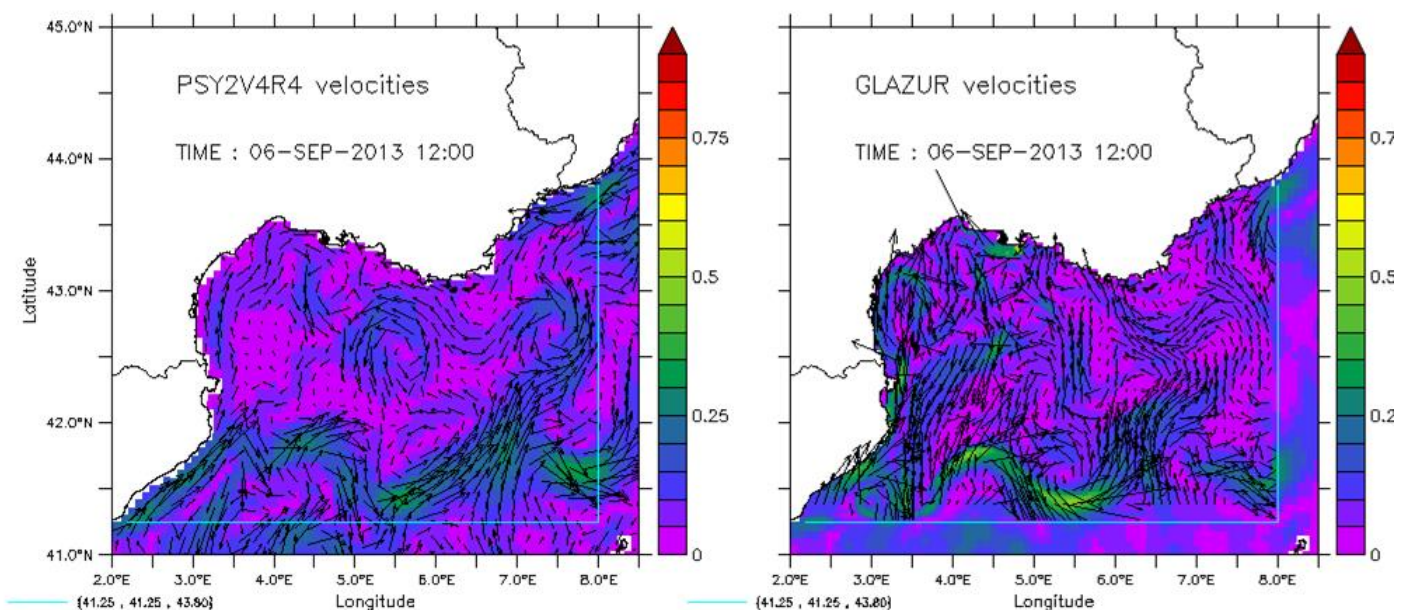 45.0°N
PSY2V4R4 velocities
TIME : 06-SEP-2013 12:00
44.0°N
43.0°N
42.0°N
41.0°N
Latitude
2.0°E 3.0°E 4.0°E 5.0°E 6.0°E 7.0°E 8.0°E
Longitude
{41.25 , 41.25 , 43.80}
0.75
0.5
0.25
0
GLAZUR velocities
TIME : 06-SEP-2013 12:00
2.0°E 3.0°E 4.0°E 5.0°E 6.0°E 7.0°E 8.0°E
Longitude
{41.25 , 41.25 , 43.80}
0.7
0.5
0.2
0